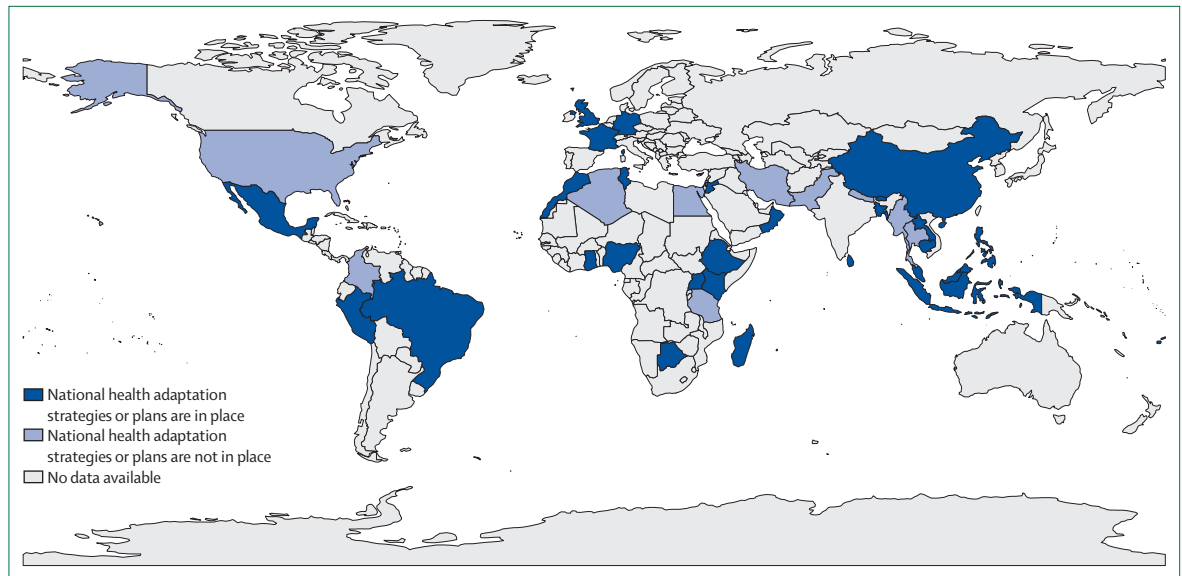 National health adaptation
strategies or plans are in place
National health adaptation
strategies or plans are not in place
No data available